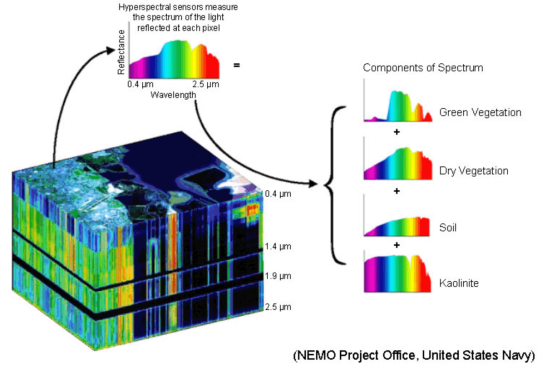 Hyperspectral sensors measure
the spectrum of the light
reflected at each pixel
Reflectance
0.4 µm 2.5 µm
Wavelength
=
Components of Spectrum
Green Vegetation
+
Dry Vegetation
+
Soil
+
Kaolinite
0.4 µm
1.4 µm
1.9 µm
2.5 µm
(NEMO Project Office, United States Navy)